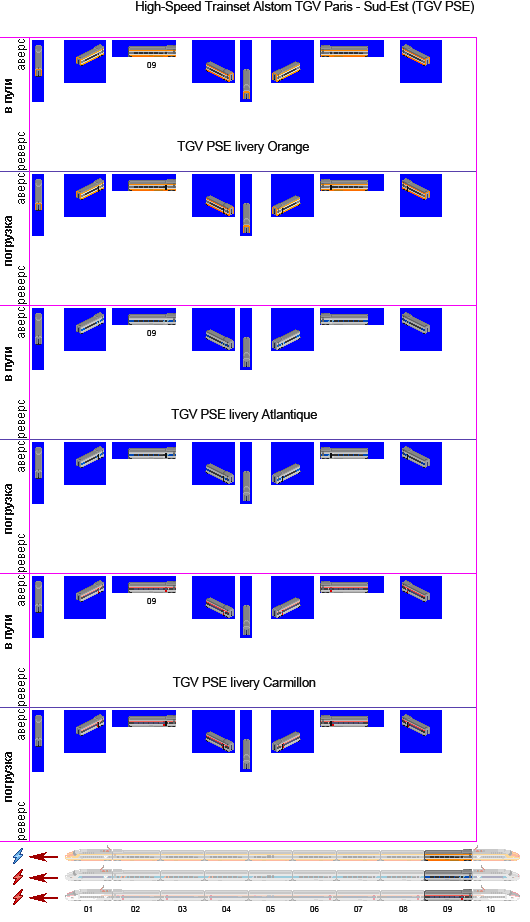 High-Speed Trainset Alstom TGV Paris - Sud-Est (TGV PSE)
в пути
аверс
реверс
09
TGV PSE livery Orange
погрузка
аверс
реверс
в пути
аверс
реверс
09
TGV PSE livery Atlantique
погрузка
аверс
реверс
в пути
аверс
реверс
09
TGV PSE livery Carmillon
погрузка
аверс
реверс
01 02 03 04 05 06 07 08 09 10